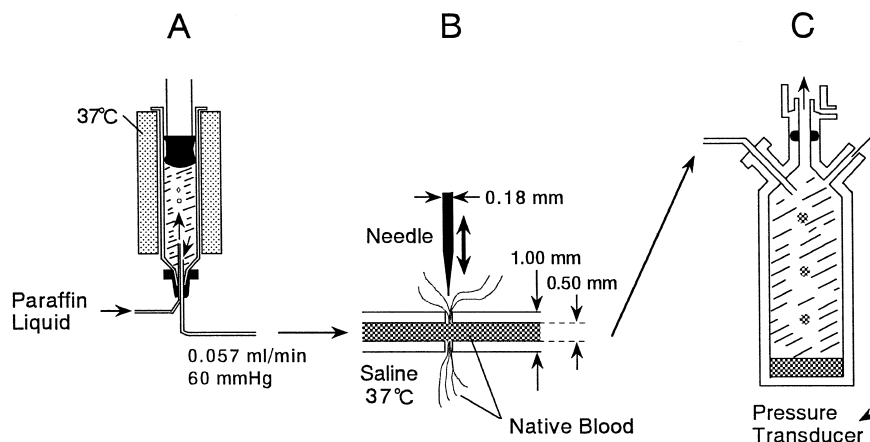 A
B
C
37°C
0.18 mm
Needle
1.00 mm
0.50 mm
Paraffin
Liquid
0.057 ml/min
60 mmHg
Saline
37°C
Native Blood
Pressure
Transducer